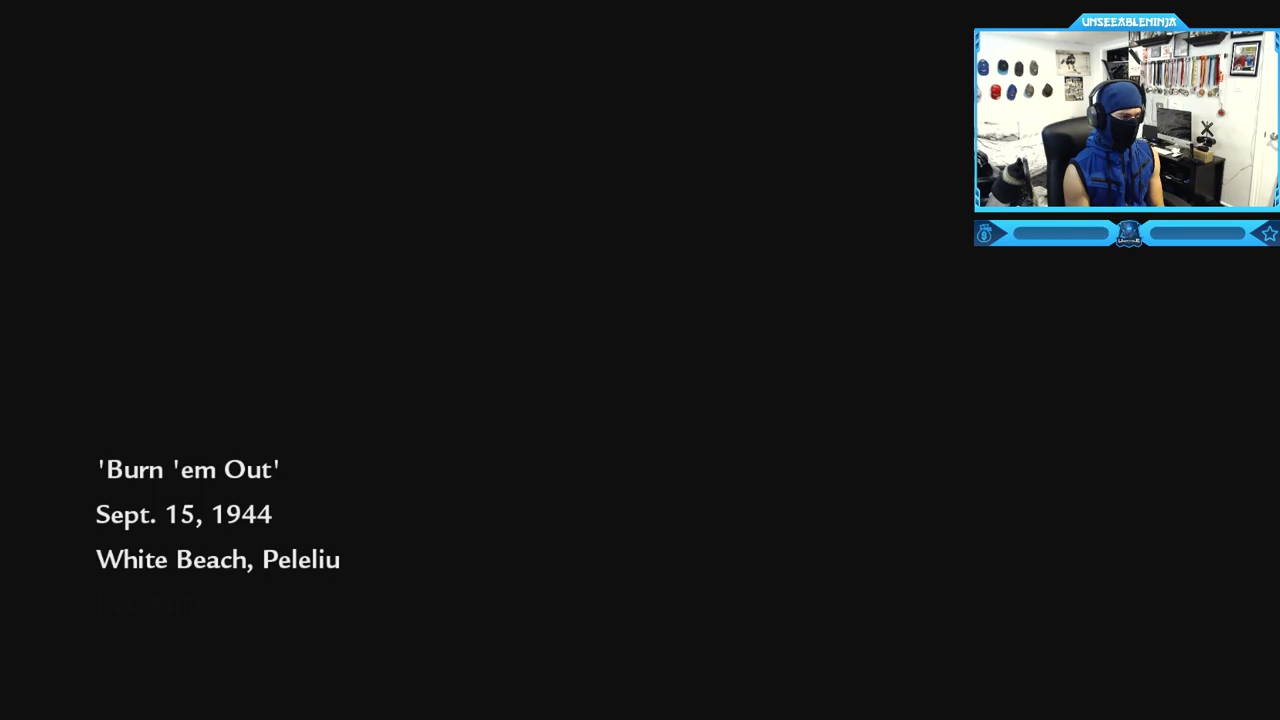 UNSEEABLENINJA
'Burn 'em Out'
Sept. 15, 1944
White Beach, Peleliu